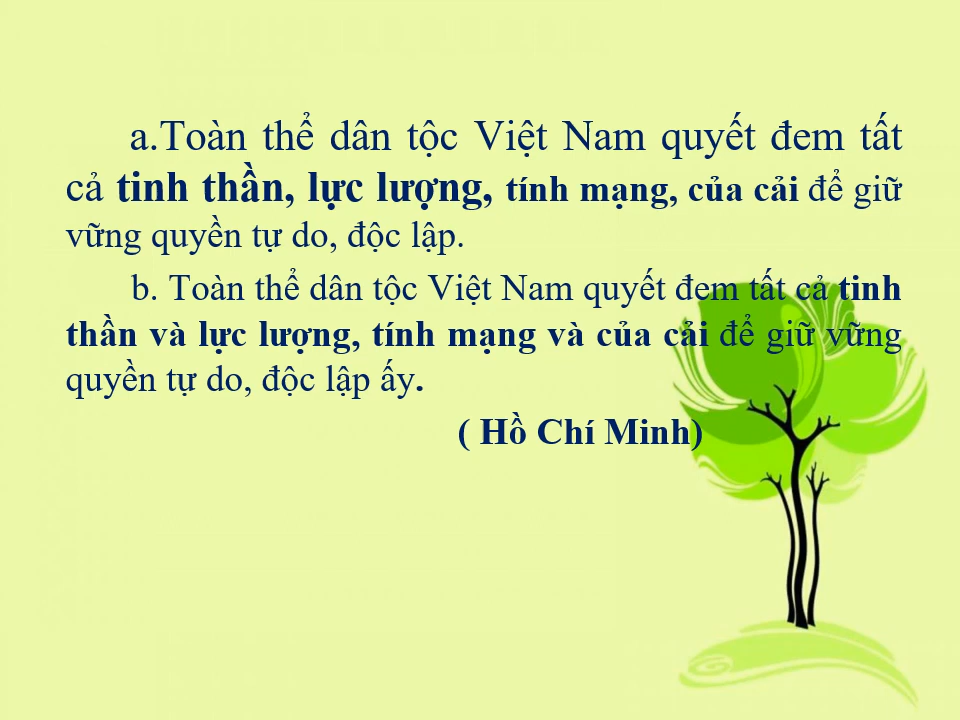 a.Toàn thể dân tộc Việt Nam quyết đem tất
cả tinh thần, lực lượng, tính mạng, của cải để giữ
vững quyền tự do, độc lập.
b. Toàn thể dân tộc Việt Nam quyết đem tất cả tinh
thần và lực lượng, tính mạng và của cải để giữ vững
quyền tự do, độc lập ấy.
( Hồ Chí Minh)